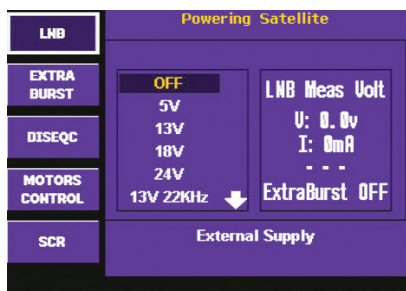 Powering Satellite
LNB
EXTRA
BURST
DISEQC
MOTORS
CONTROL
SCR
OFF
5V
13V
18V
24V
13V 22KHz
LNB Meas Volt
V: 0.0v
I: 0mA
- - -
ExtraBurst OFF
External Supply